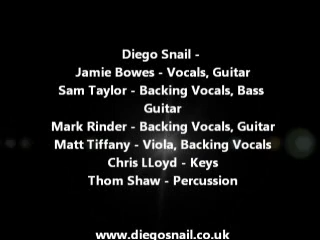 Diego Snail -
Jamie Bowes - Vocals, Guitar
Sam Taylor - Backing Vocals, Bass
Guitar
Mark Rinder - Backing Vocals, Guitar
Matt Tiffany - Viola, Backing Vocals
Chris LLoyd - Keys
Thom Shaw - Percussion
www.diegosnail.co.uk